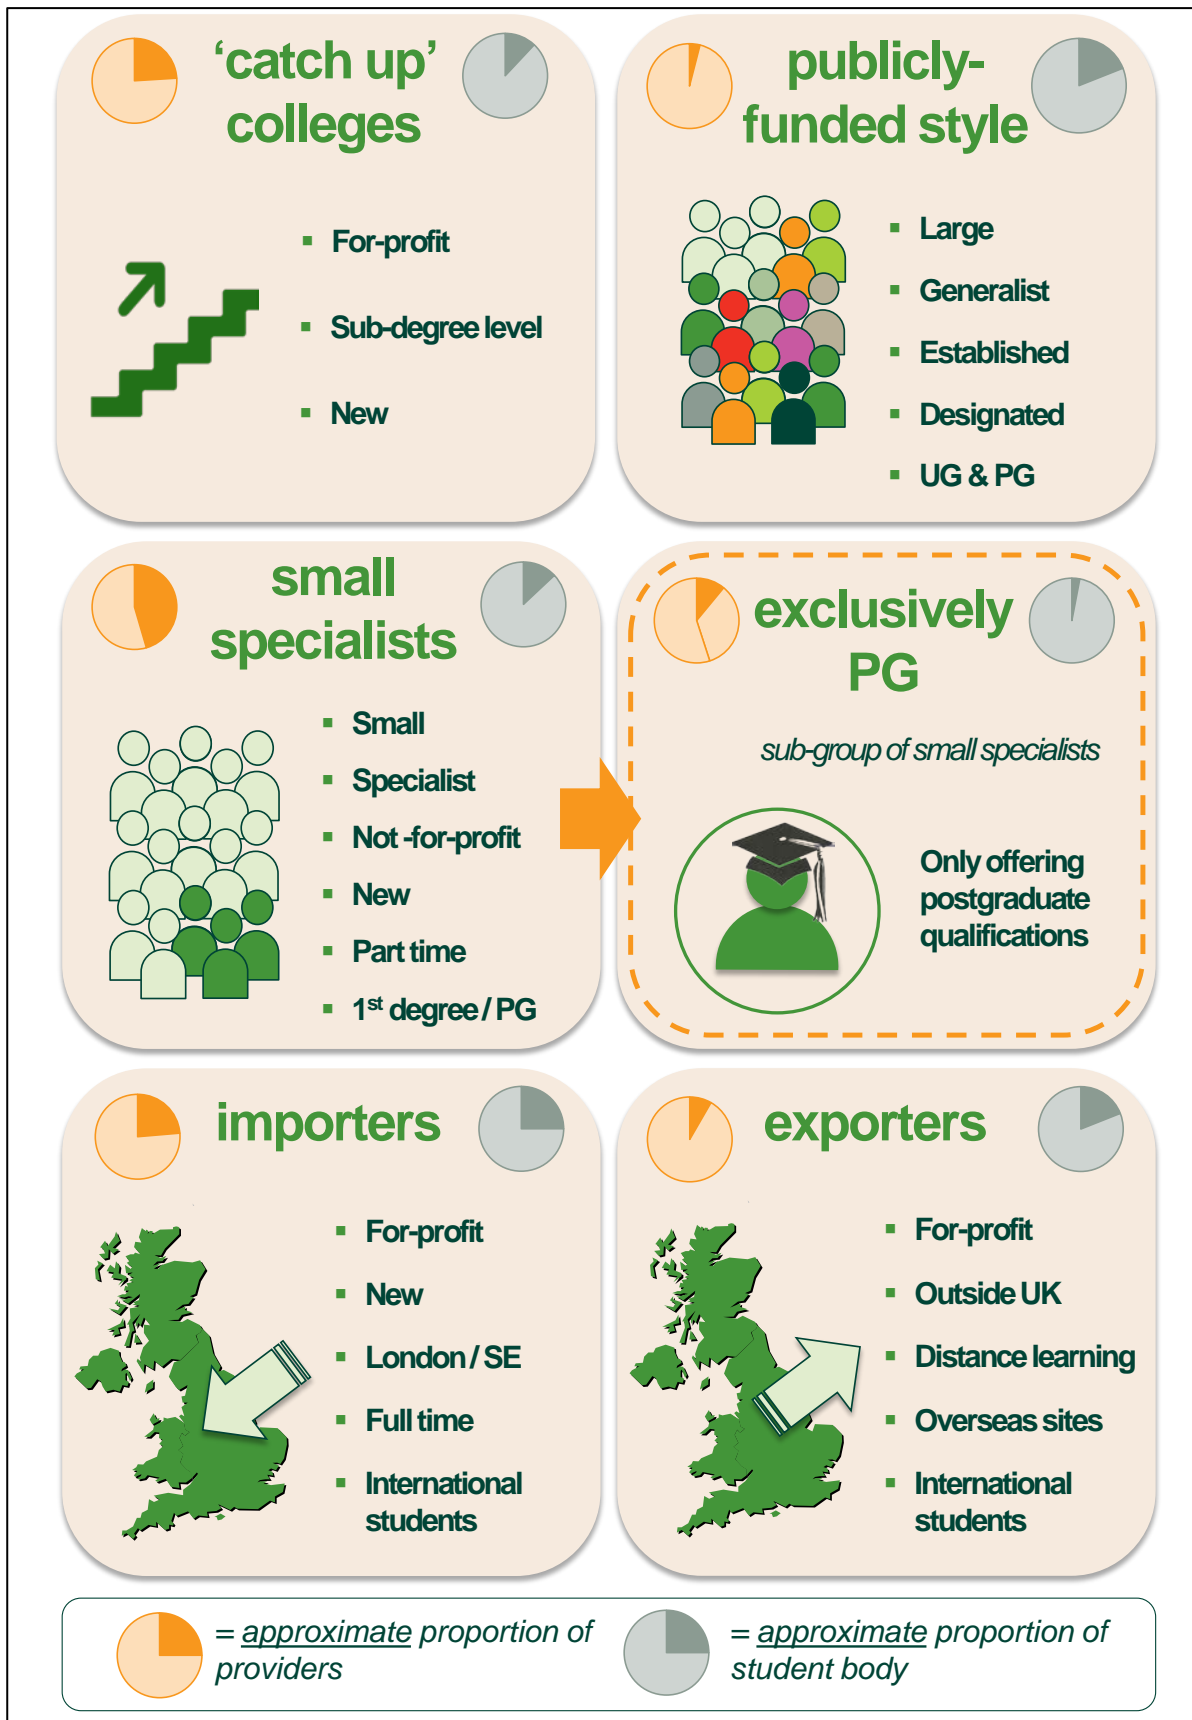 ‘catch up’
colleges
For-profit
Sub-degree level
New
publicly-
funded style
Large
Generalist
Established
Designated
UG & PG
small
specialists
Small
Specialist
Not -for-profit
New
Part time
1st degree / PG
exclusively
PG
sub-group of small specialists
Only offering
postgraduate
qualifications
importers
For-profit
New
London / SE
Full time
International
students
exporters
For-profit
Outside UK
Distance learning
Overseas sites
International
students
= approximate proportion of
providers
= approximate proportion of
student body